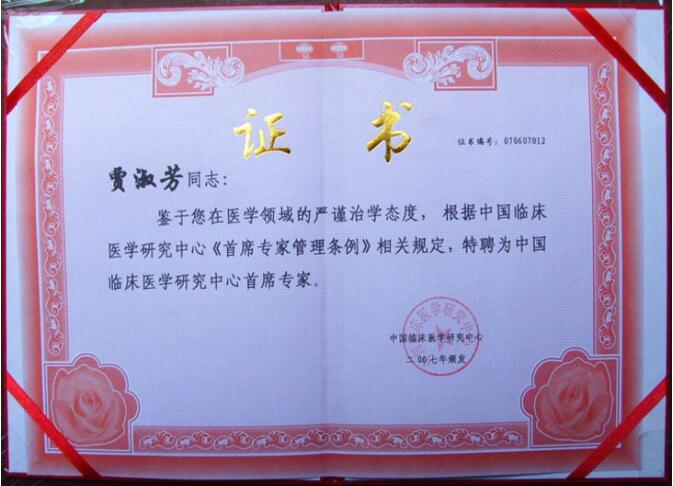 证书
证书编号：070607012
贾淑芳同志：
鉴于您在医学领域的严谨治学态度，根据中国临床
医学研究中心《首席专家管理条例》相关规定，特聘为中国
临床医学研究中心首席专家。
中国临床医学研究中心
二00七年颁发